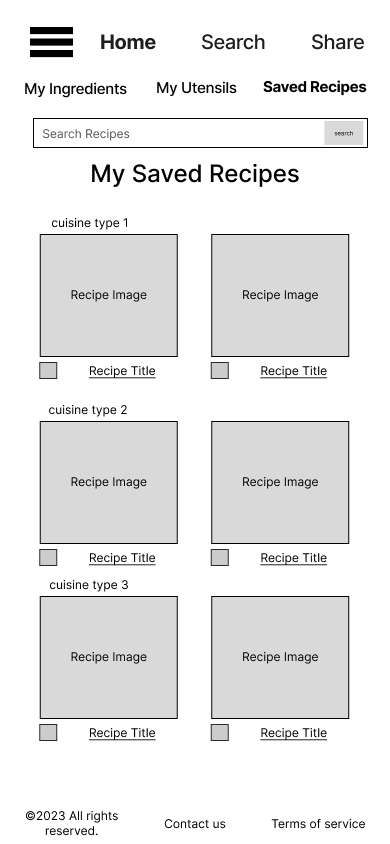 Home Search Share
My Ingredients My Utensils Saved Recipes
Search Recipes search
My Saved Recipes
cuisine type 1
Recipe Image Recipe Image
Recipe Title Recipe Title
cuisine type 2
Recipe Image Recipe Image
Recipe Title Recipe Title
cuisine type 3
Recipe Image Recipe Image
Recipe Title Recipe Title
©2023 All rights
reserved. Contact us Terms of service